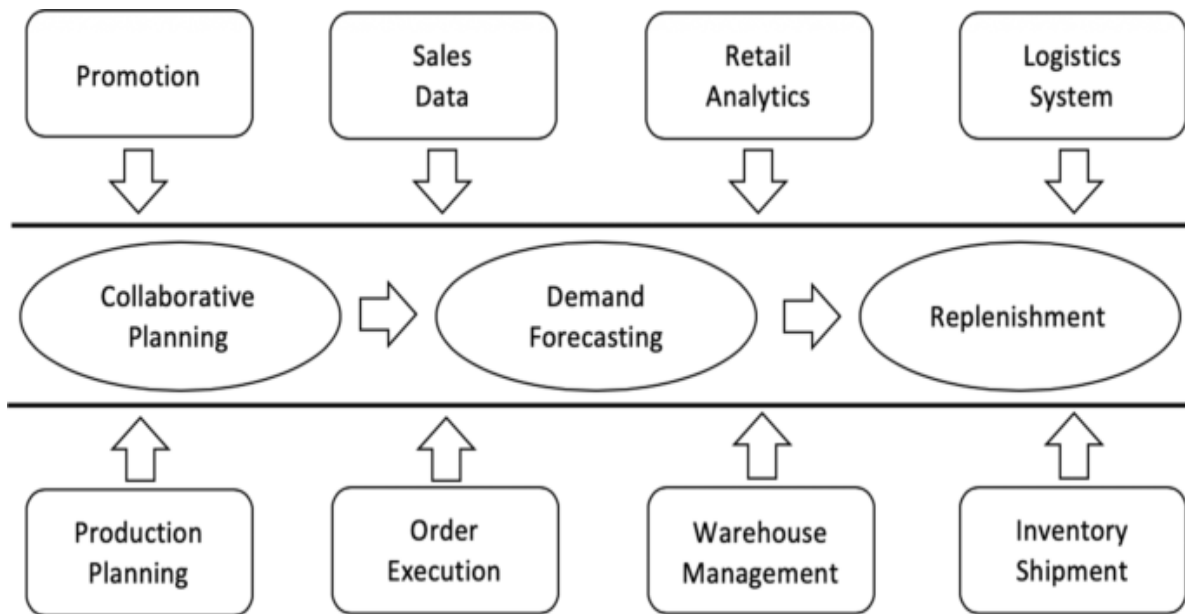 Promotion
Sales
Data
Retail
Analytics
Logistics
System
Collaborative
Planning
Demand
Forecasting
Replenishment
Production
Planning
Order
Execution
Warehouse
Management
Inventory
Shipment